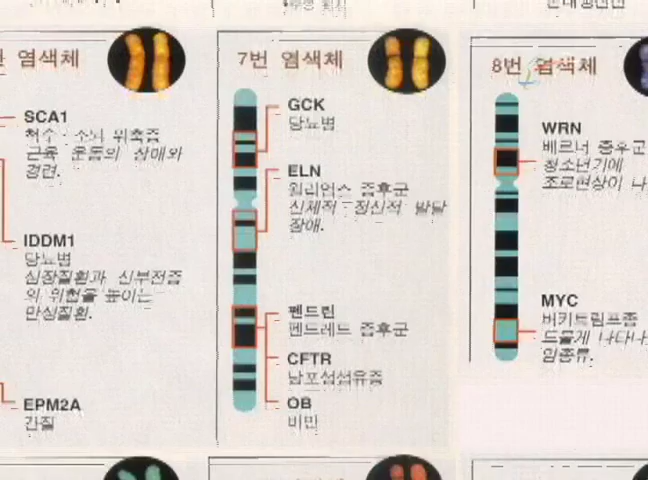 염색체
SCA1
척수 · 소뇌 위축증
근육 운동의 장애와
경련.
IDDM1
당뇨병
심장질환과 신부전증
의 위험을 높이는
만성질환.
EPM2A
간질
7번 염색체
GCK
당뇨병
ELN
윌리엄스 증후군
신체적 · 정신적 발달
장애.
펜드린
펜드레드 증후군
CFTR
낭포성섬유증
OB
비만
8번 염색체
WRN
베르너 증후군
청소년기에
조로현상이
MYC
버키트림프종
드물게
암종류.